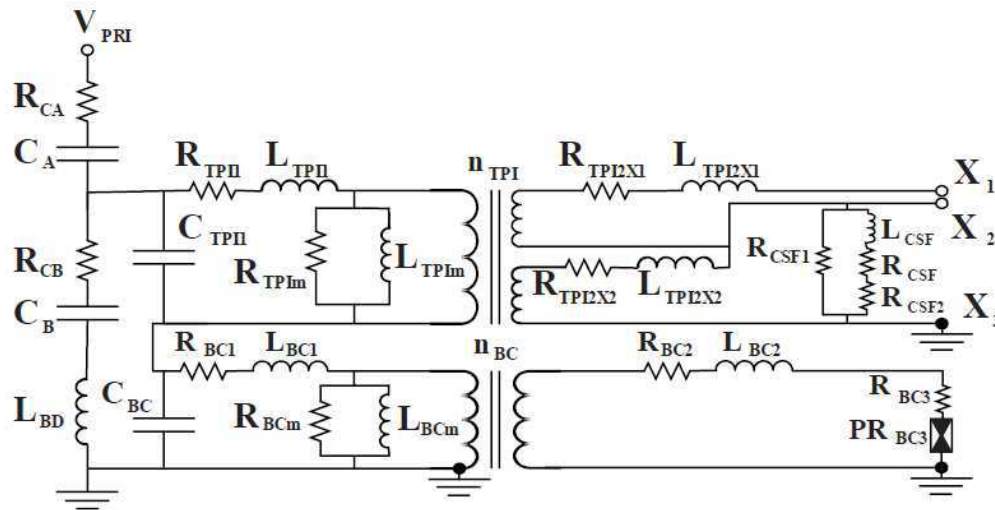 V PRI
R CA
C A
R TPI1
L TPI1
n TPI
R TPI2X1
L TPI2X1
X 1
C TPI1
X 2
R CB
R TPIm
L TPIm
R CSF1
L CSF
R CSF
R CSF2
R TPI2X2
L TPI2X2
C B
X
R BC1
L BC1
n BC
R BC2
L BC2
L BD
C BC
R BCm
L BCm
R BC3
PR BC3